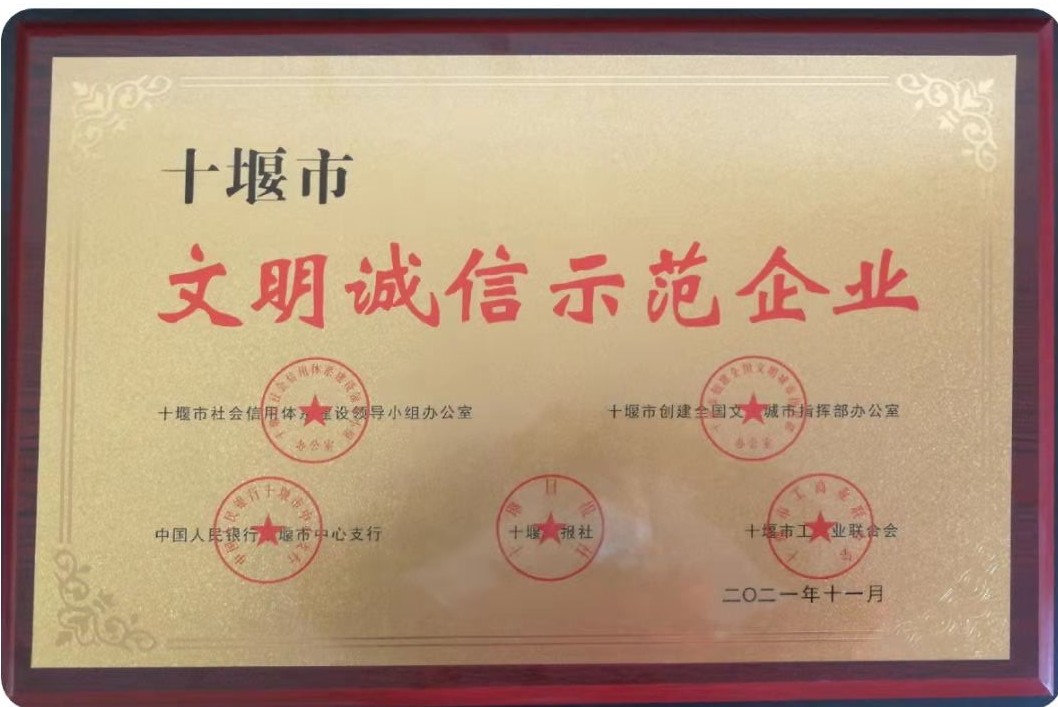 十堰市
文明诚信示范企业
十堰市社会信用体系建设领导小组办公室
十堰市创建全国文明城市指挥部办公室
中国人民银行十堰市中心支行
十堰日报社
十堰市工商业联合会
二〇二一年十一月